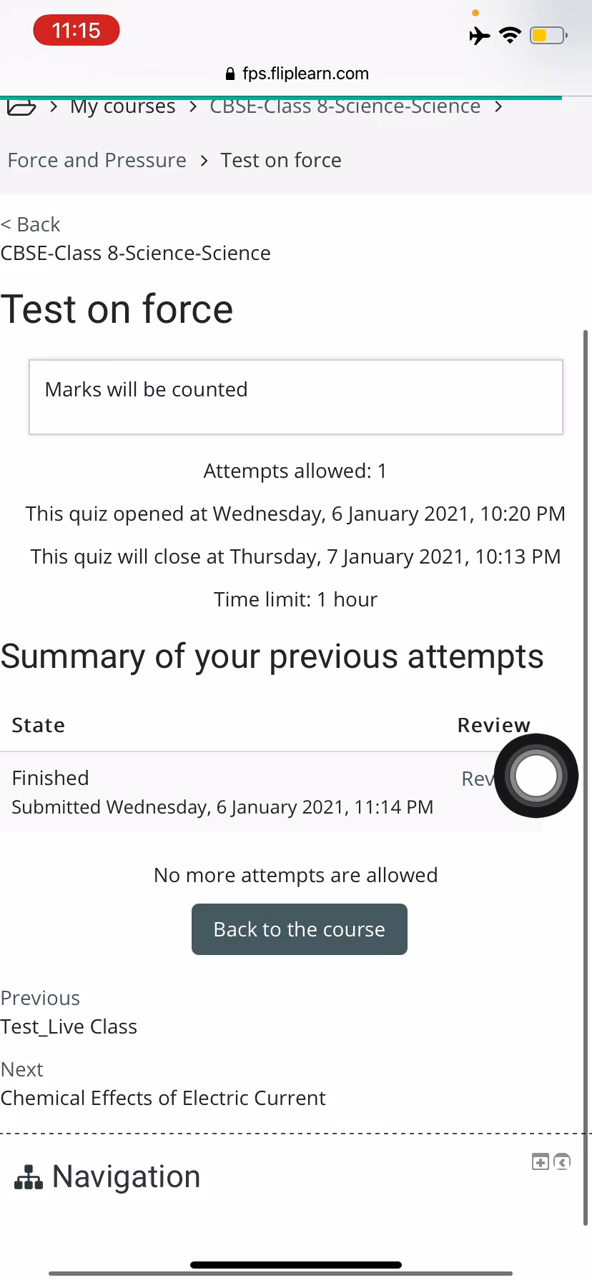 11:15
fps.fliplearn.com
> My courses > CBSE-Class 8-Science-Science >
Force and Pressure > Test on force
< Back
CBSE-Class 8-Science-Science
Test on force
Marks will be counted
Attempts allowed: 1
This quiz opened at Wednesday, 6 January 2021, 10:20 PM
This quiz will close at Thursday, 7 January 2021, 10:13 PM
Time limit: 1 hour
Summary of your previous attempts
State Review
Finished Rev
Submitted Wednesday, 6 January 2021, 11:14 PM
No more attempts are allowed
Back to the course
Previous
Test_Live Class
Next
Chemical Effects of Electric Current
Navigation